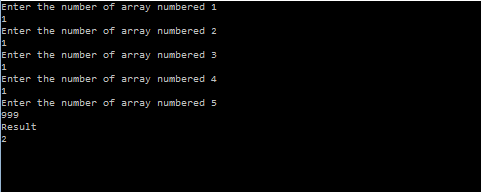 Enter the number of array numbered 1
1
Enter the number of array numbered 2
1
Enter the number of array numbered 3
1
Enter the number of array numbered 4
1
Enter the number of array numbered 5
999
Result
2